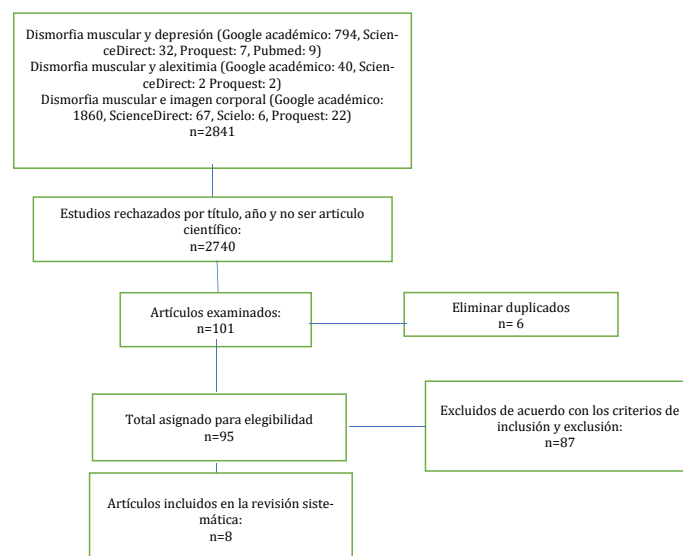 Dismorfia muscular y depresión (Google académico: 794, Scien-
ceDirect: 32, Proquest: 7, Pubmed: 9)
Dismorfia muscular y alexitimia (Google académico: 40, Scien-
ceDirect: 2 Proquest: 2)
Dismorfia muscular e imagen corporal (Google académico:
1860, ScienceDirect: 67, Scielo: 6, Proquest: 22)
n=2841
Estudios rechazados por título, año y no ser articulo
científico:
n=2740
Artículos examinados:
n=101
Eliminar duplicados
n= 6
Total asignado para elegibilidad
n=95
Excluidos de acuerdo con los criterios de
inclusión y exclusión:
n=87
Artículos incluidos en la revisión siste-
mática:
n=8